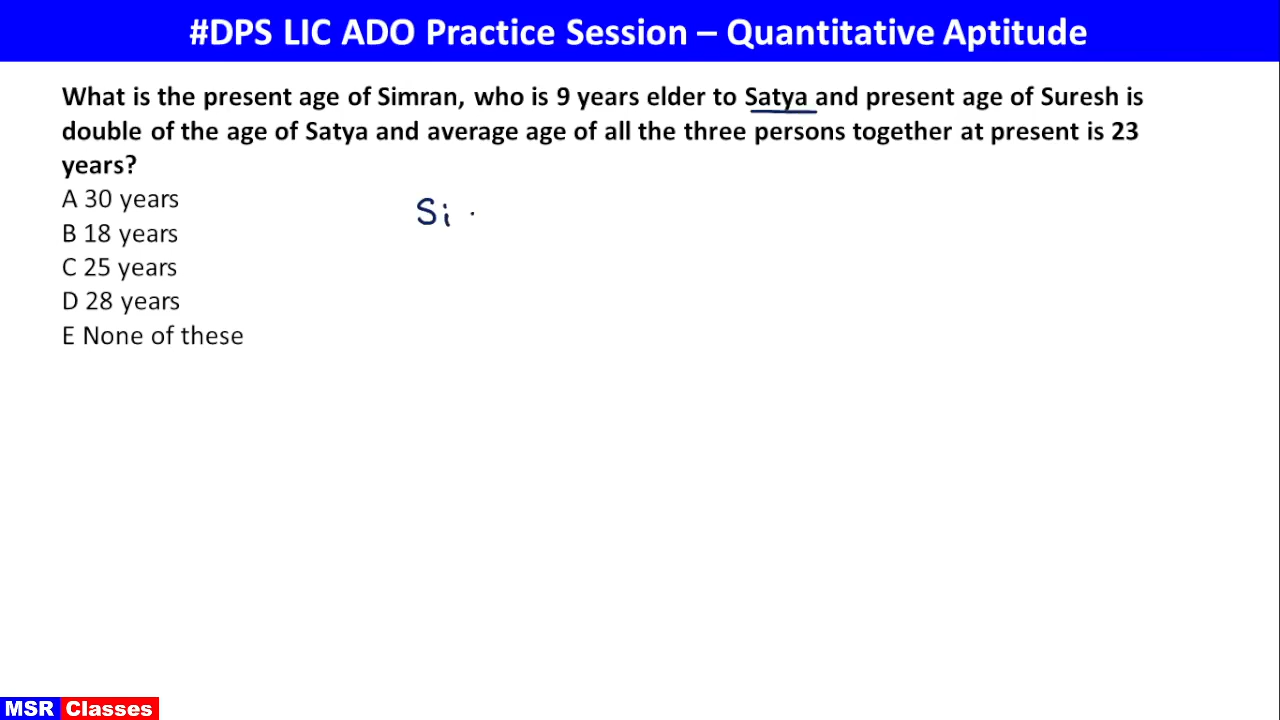 #DPS LIC ADO Practice Session – Quantitative Aptitude
What is the present age of Simran, who is 9 years elder to Satya and present age of Suresh is
double of the age of Satya and average age of all the three persons together at present is 23
years?
A 30 years
B 18 years
C 25 years
D 28 years
E None of these
Si
MSR Classes